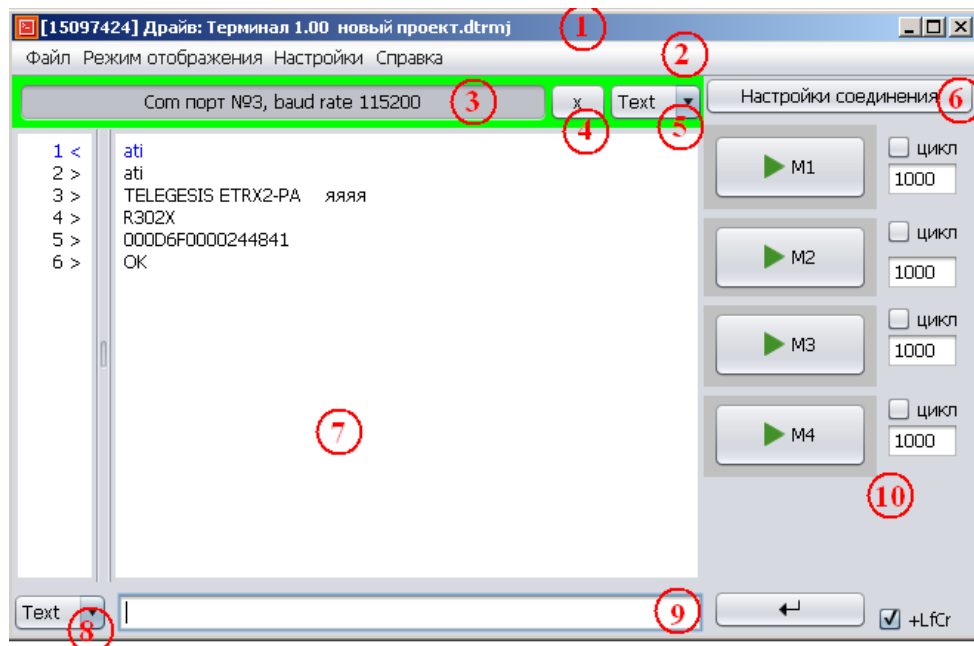 [15097424] Драйв: Терминал 1.00 новый проект.dtrmj 1
Файл Режим отображения Настройки Справка 2
Com порт №3, baud rate 115200 3 x 4 Text 5 Настройки соединения 6
1 < ati
2 > ati
3 > TELEGESIS ETRX2-PA яяяя
4 > R302X
5 > 000D6F0000244841
6 > OK
7
M1 цикл
1000
M2 цикл
1000
M3 цикл
1000
M4 цикл
1000
10
Text 8 9 +LfCr